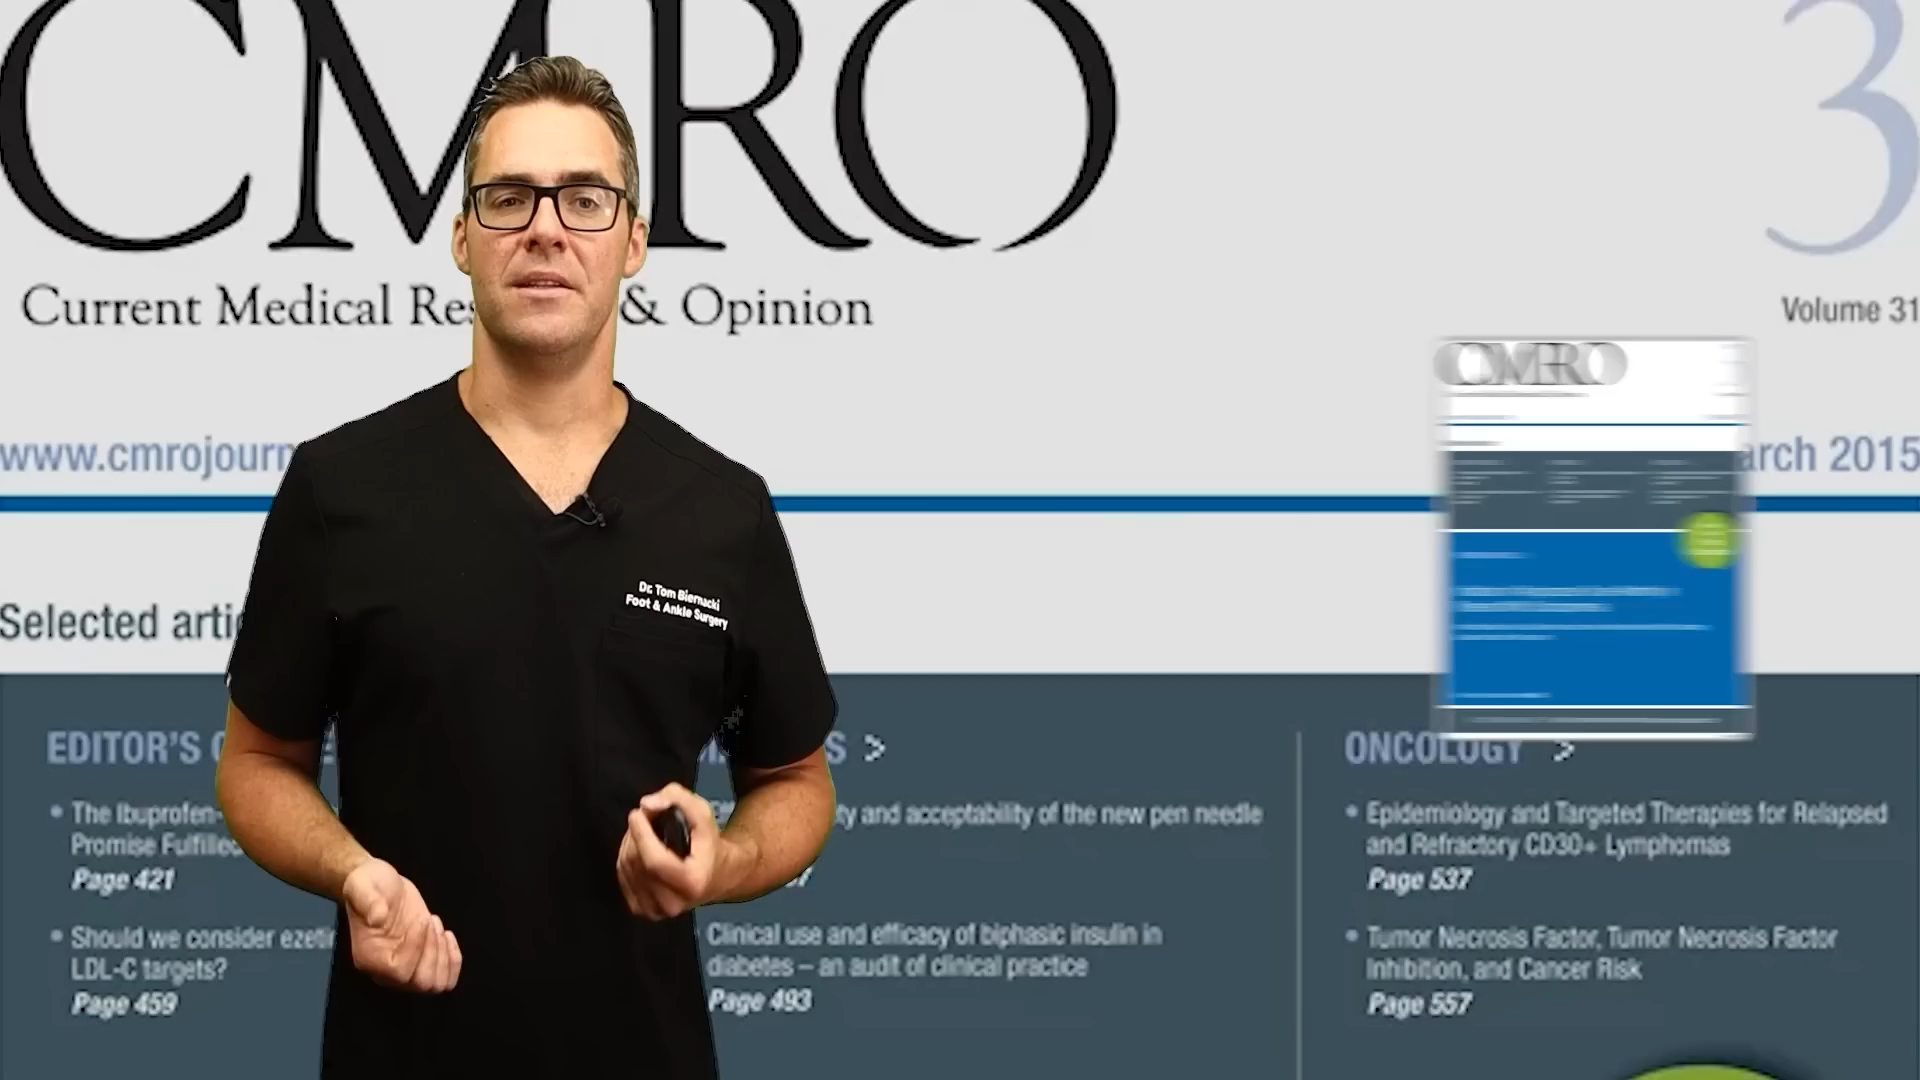 CMRO
3
Current Medical Res & Opinion
Volume 31
www.cmrojourn
arch 2015
Selected artic
Dr. Tom Biernacki
Foot & Ankle Surgery
CMRO
EDITOR'S C
S >
ONCOLOGY >
• The Ibuprofen-
Promise Fulfilled
Page 421
• Should we consider ezeti
LDL-C targets?
Page 459
ty and acceptability of the new pen needle
Clinical use and efficacy of biphasic insulin in
diabetes – an audit of clinical practice
Page 493
• Epidemiology and Targeted Therapies for Relapsed
and Refractory CD30+ Lymphomas
Page 537
• Tumor Necrosis Factor, Tumor Necrosis Factor
Inhibition, and Cancer Risk
Page 557